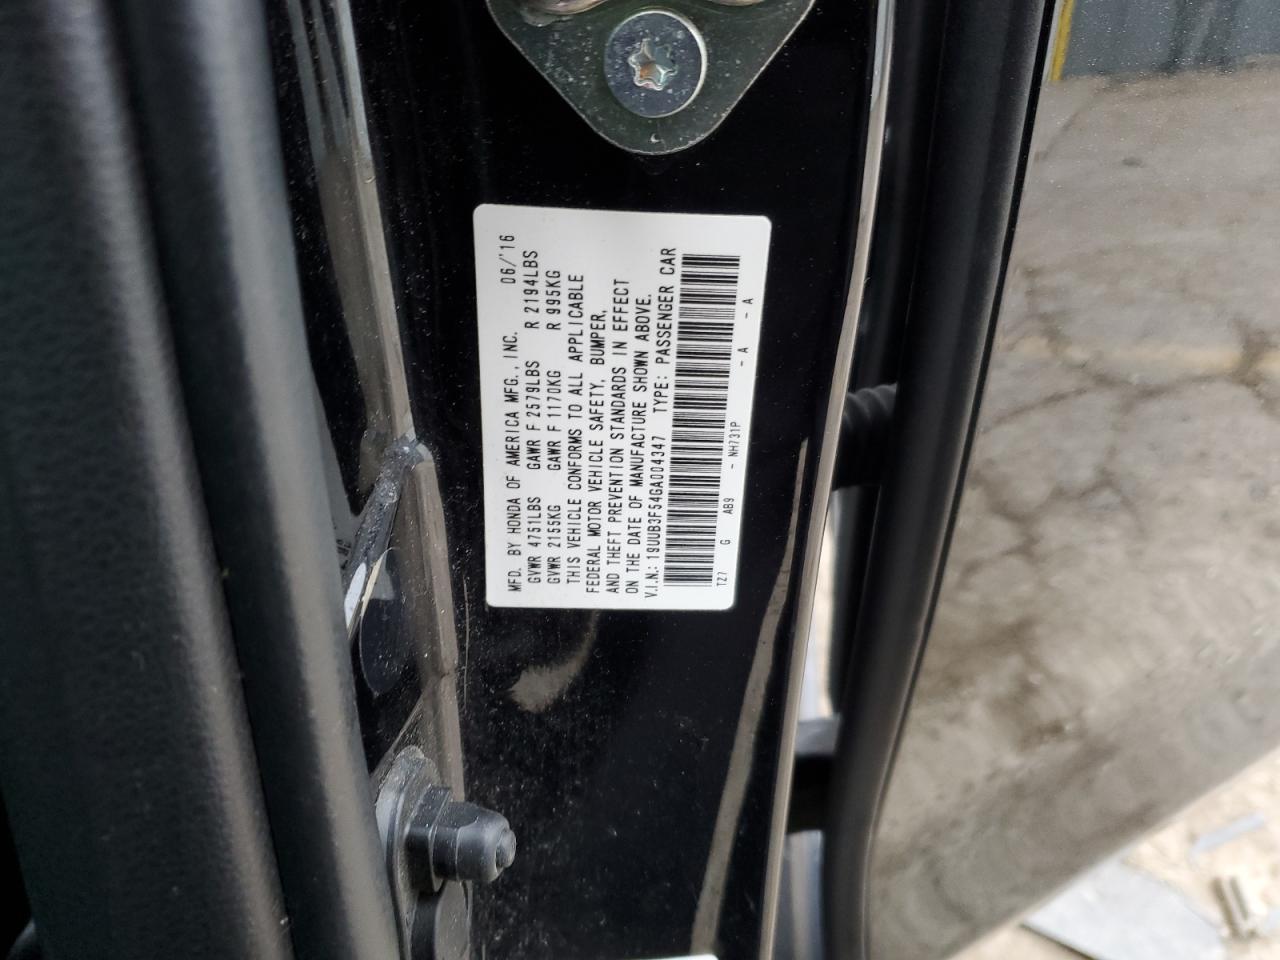 MFD. BY HONDA OF AMERICA MFG., INC. 06/'16
GVWR 4751LBS GAWR F 2579LBS R 2194LBS
GVWR 2155KG GAWR F 1170KG R 995KG
THIS VEHICLE CONFORMS TO ALL APPLICABLE
FEDERAL MOTOR VEHICLE SAFETY, BUMPER,
AND THEFT PREVENTION STANDARDS IN EFFECT
ON THE DATE OF MANUFACTURE SHOWN ABOVE.
V.I.N.: 19UUB3F54GA004347 TYPE: PASSENGER CAR
TZ7 G AB9 - NH731P - A - A